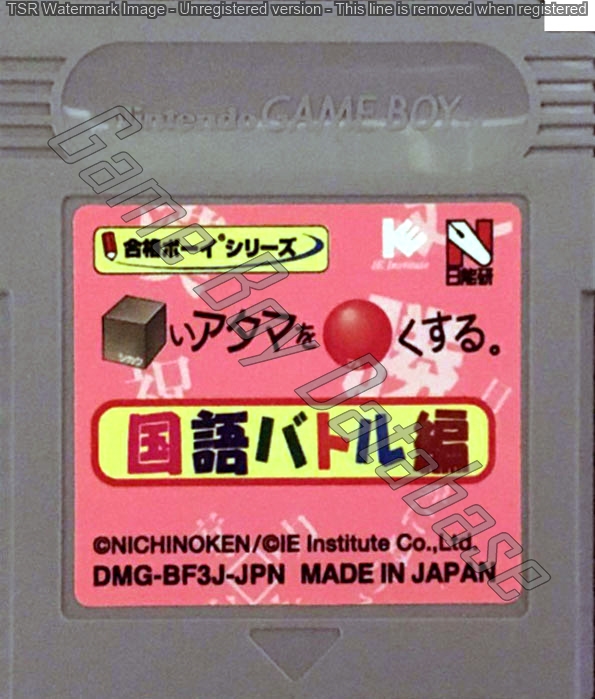 TSR Watermark Image - Unregistered version - This line is removed when registered
Nintendo GAME BOY
合格ボーイシリーズ
IE Institute
N
日能研
いアタマを くする。
シカク
国語バトル編
©NICHINOKEN/©IE Institute Co.,Ltd.
DMG-BF3J-JPN MADE IN JAPAN
Game Boy Database